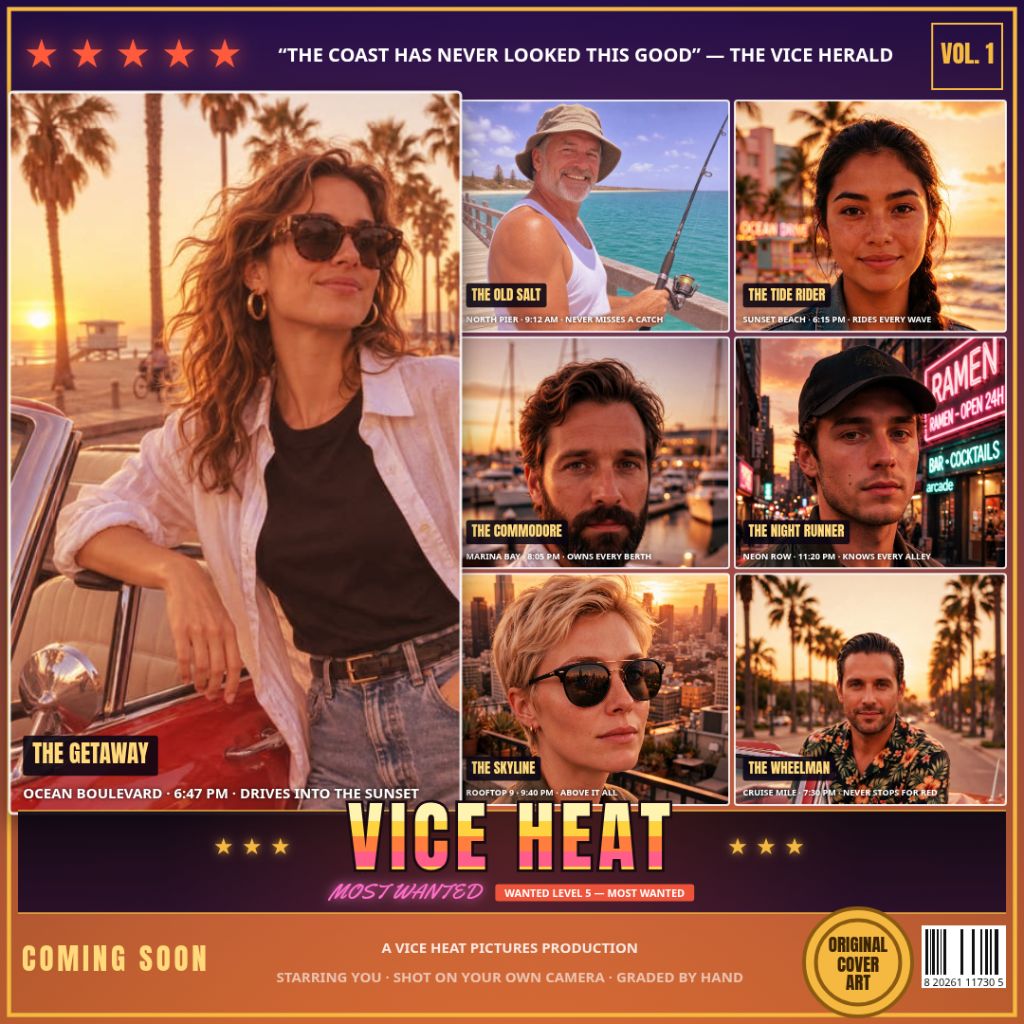 “THE COAST HAS NEVER LOOKED THIS GOOD” — THE VICE HERALD
VOL. 1
THE GETAWAY
OCEAN BOULEVARD · 6:47 PM · DRIVES INTO THE SUNSET
THE OLD SALT
NORTH PIER · 9:12 AM · NEVER MISSES A CATCH
OCEAN DRIVE
THE TIDE RIDER
SUNSET BEACH · 6:15 PM · RIDES EVERY WAVE
THE COMMODORE
MARINA BAY · 8:05 PM · OWNS EVERY BERTH
RAMEN
RAMEN - OPEN 24H
BAR • COCKTAILS
arcade
THE NIGHT RUNNER
NEON ROW · 11:20 PM · KNOWS EVERY ALLEY
THE SKYLINE
ROOFTOP 9 · 9:40 PM · ABOVE IT ALL
THE WHEELMAN
CRUISE MILE · 7:30 PM · NEVER STOPS FOR RED
VICE HEAT
MOST WANTED
WANTED LEVEL 5 — MOST WANTED
COMING SOON
A VICE HEAT PICTURES PRODUCTION
STARRING YOU · SHOT ON YOUR OWN CAMERA · GRADED BY HAND
ORIGINAL
COVER
ART
8 20261 11730 5